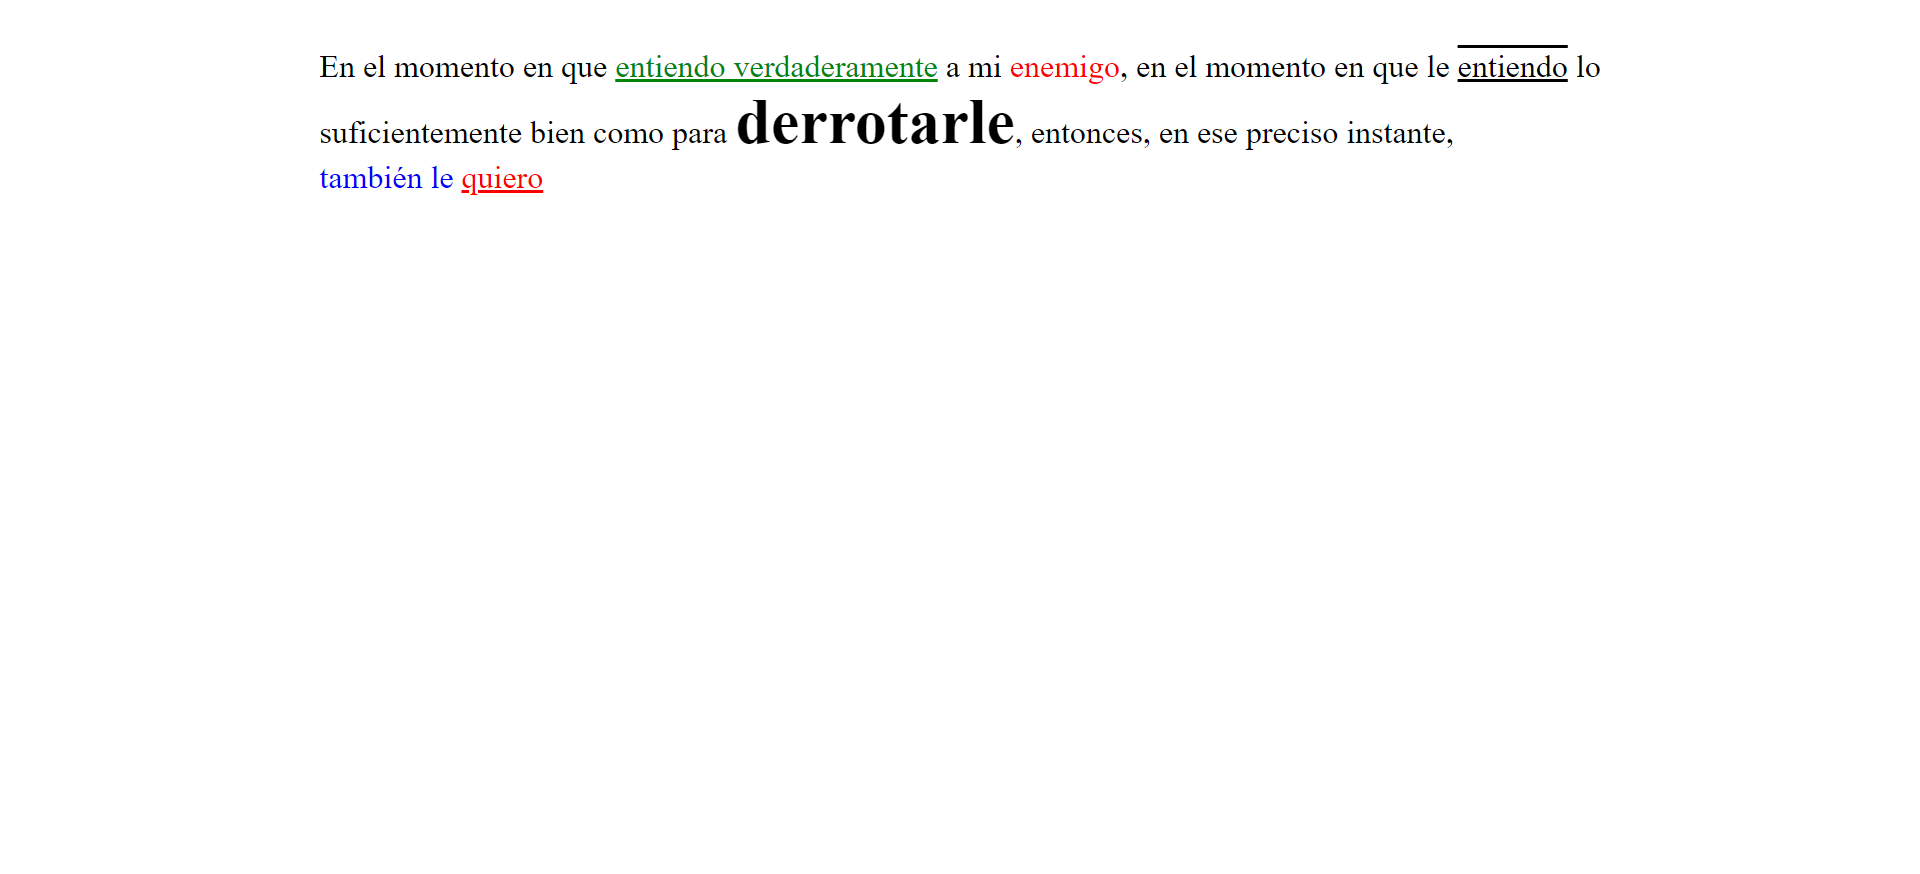 En el momento en que entiendo verdaderamente a mi enemigo, en el momento en que le entiendo lo
suficientemente bien como para derrotarle, entonces, en ese preciso instante,
también le quiero